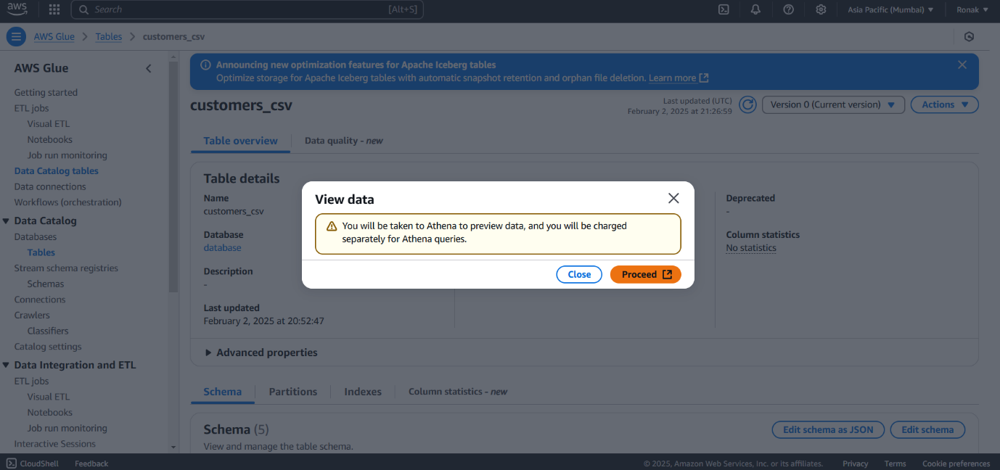 aws
Search
[Alt+S]
Asia Pacific (Mumbai)
Ronak
AWS Glue
Tables
customers_csv
AWS Glue
Getting started
ETL jobs
Visual ETL
Notebooks
Job run monitoring
Data Catalog tables
Data connections
Workflows (orchestration)
Data Catalog
Databases
Tables
Stream schema registries
Schemas
Connections
Crawlers
Classifiers
Catalog settings
Data Integration and ETL
ETL jobs
Visual ETL
Notebooks
Job run monitoring
Interactive Sessions
Announcing new optimization features for Apache Iceberg tables
Optimize storage for Apache Iceberg tables with automatic snapshot retention and orphan file deletion. Learn more
customers_csv
Last updated (UTC)
February 2, 2025 at 21:26:59
Version 0 (Current version)
Actions
Table overview
Data quality - new
Table details
Name
customers_csv
Database
database
Description
-
Last updated
February 2, 2025 at 20:52:47
Deprecated
-
Column statistics
No statistics
View data
You will be taken to Athena to preview data, and you will be charged
separately for Athena queries.
Close
Proceed
Advanced properties
Schema
Partitions
Indexes
Column statistics - new
Schema (5)
View and manage the table schema.
Edit schema as JSON
Edit schema
CloudShell
Feedback
© 2025, Amazon Web Services, Inc. or its affiliates.
Privacy
Terms
Cookie preferences